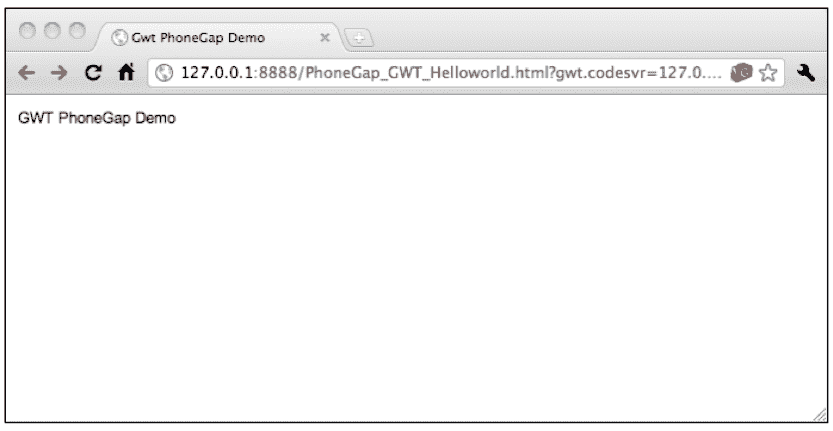 Gwt PhoneGap Demo
127.0.0.1:8888/PhoneGap_GWT_Helloworld.html?gwt.codesvr=127.0....
GWT PhoneGap Demo